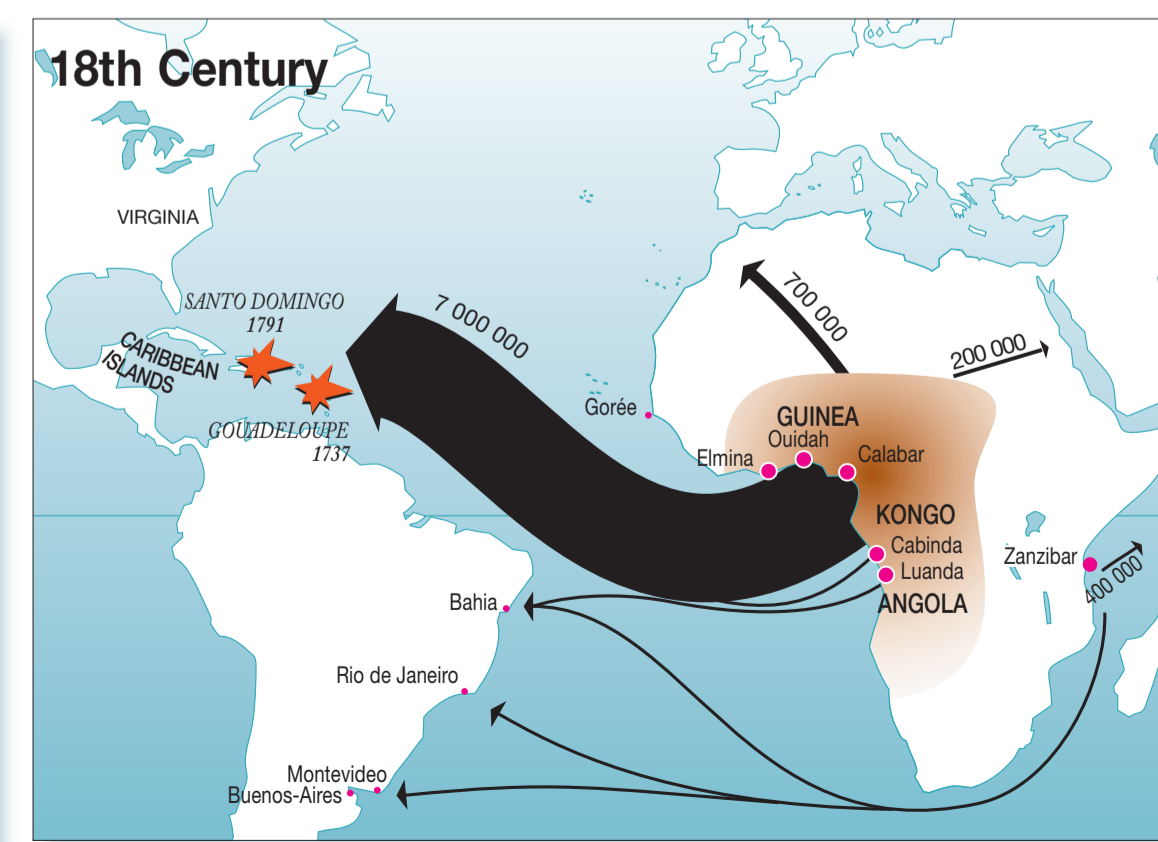 18th Century
VIRGINIA
SANTO DOMINGO
1791
CARIBBEAN
ISLANDS
GOUADELOUPE
1737
7 000 000
700 000
200 000
Gorée
GUINEA
Ouidah
Elmina
Calabar
KONGO
Cabinda
Luanda
ANGOLA
Zanzibar
400 000
Bahia
Rio de Janeiro
Montevideo
Buenos-Aires